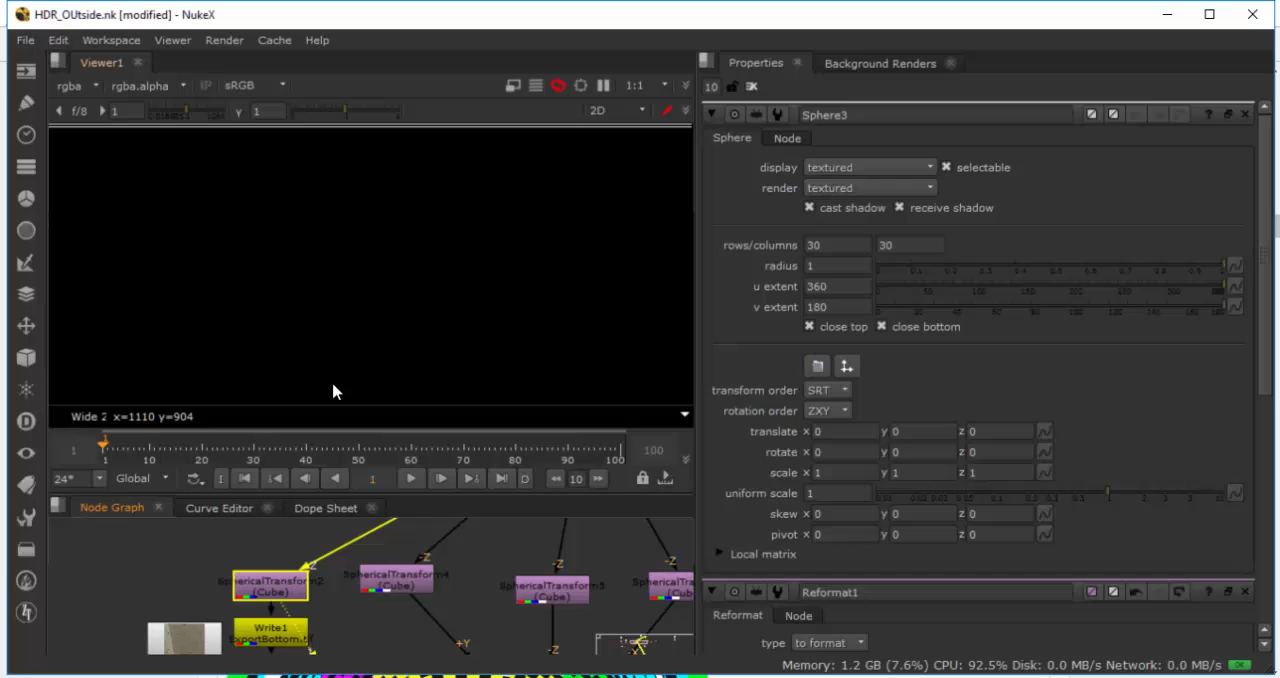 HDR_OUtside.nk [modified] - NukeX
File Edit Workspace Viewer Render Cache Help
Viewer1
rgba rgba.alpha IP sRGB 1:1
f/8 1 Y 1 2D
Wide 2 x=1110 y=904
1 100
1 10 20 30 40 50 60 70 80 90 100
24* Global 1 10
Node Graph Curve Editor Dope Sheet
SphericalTransform2
(Cube)
Write1
ExportBottom.tif
-Z
SphericalTransform4
(Cube)
+Y
-Z
(Cube)
-Z
-Z
SphericalTra
(Cub
Properties Background Renders
10
Sphere3
Sphere Node
display textured selectable
render textured
cast shadow receive shadow
rows/columns 30 30
radius 1
u extent 360
v extent 180
close top close bottom
transform order SRT
rotation order ZXY
translate x 0 y 0 z 0
rotate x 0 y 0 z 0
scale x 1 y 1 z 1
uniform scale 1
skew x 0 y 0 z 0
pivot x 0 y 0 z 0
Local matrix
Reformat1
Reformat Node
type to format
Memory: 1.2 GB (7.6%) CPU: 92.5% Disk: 0.0 MB/s Network: 0.0 MB/s